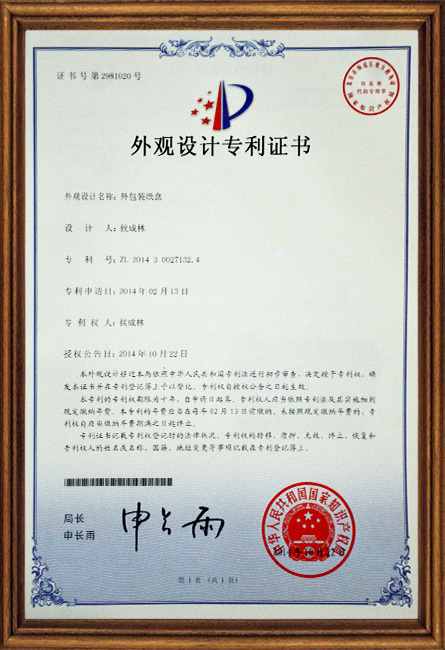 证书号第2981020号
外观设计专利证书
外观设计名称：外包装纸盒
设 计 人：候成林
专 利 号：ZL 2014 3 0027132.4
专利申请日：2014年02月13日
专 利 权 人：候成林
授权公告日：2014年10月22日
本外观设计经过本局依照中华人民共和国专利法进行初步审查，决定授予专利权，颁
发本证书并在专利登记簿上予以登记。专利权自授权公告之日起生效。
本专利的专利权期限为十年，自申请日起算。专利权人应当依照专利法及其实施细则
规定缴纳年费。本专利的年费应当在每年02月13日前缴纳。未按照规定缴纳年费的，专
利权自应当缴纳年费期满之日起终止。
专利证书记载专利权登记时的法律状况。专利权的转移、质押、无效、终止、恢复和
专利权人的姓名或名称、国籍、地址变更等事项记载在专利登记簿上。
局长
申长雨
申长雨
中华人民共和国国家知识产权局
2014年10月22日
第1页（共1页）